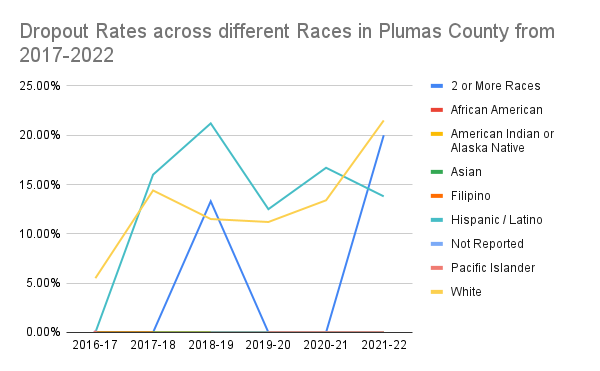 Dropout Rates across different Races in Plumas County from
2017-2022
25.00%
20.00%
15.00%
10.00%
5.00%
0.00%
2016-17
2017-18
2018-19
2019-20
2020-21
2021-22
2 or More Races
African American
American Indian or
Alaska Native
Asian
Filipino
Hispanic / Latino
Not Reported
Pacific Islander
White